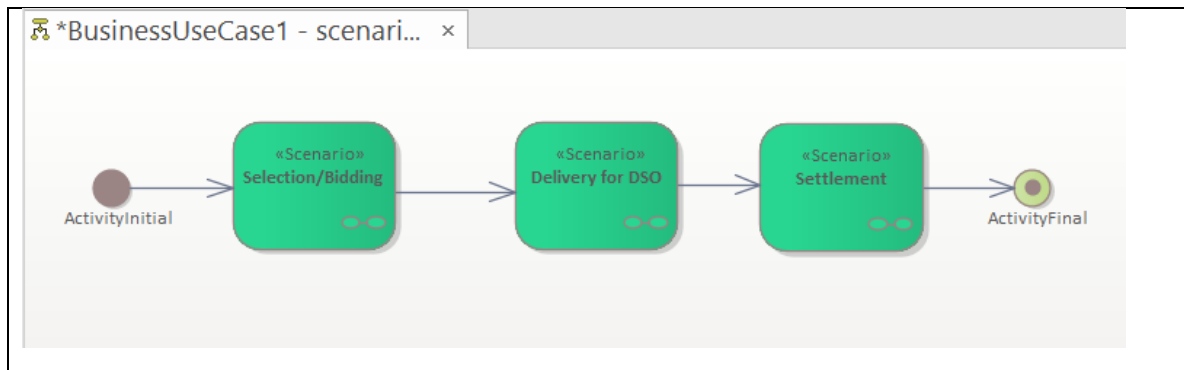 *BusinessUseCase1 - scenari... ×
«Scenario»
Selection/Bidding
«Scenario»
Delivery for DSO
«Scenario»
Settlement
ActivityInitial
ActivityFinal